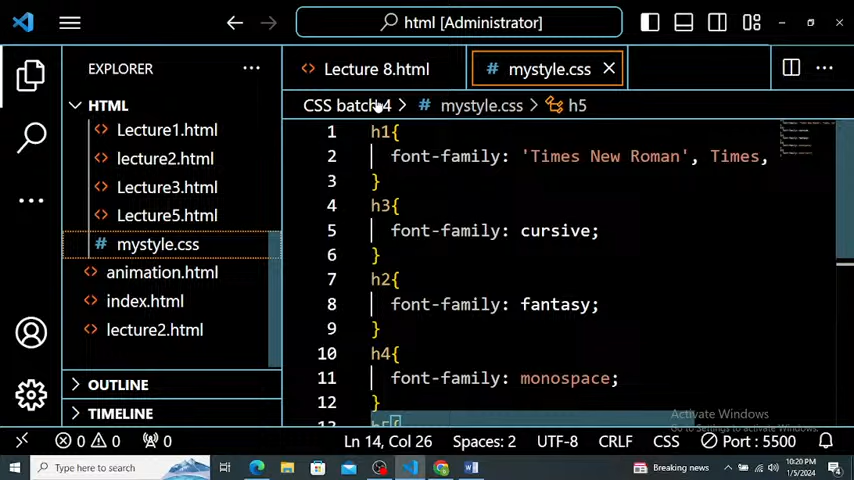 html [Administrator]
EXPLORER
HTML
Lecture1.html
lecture2.html
Lecture3.html
Lecture5.html
# mystyle.css
animation.html
index.html
lecture2.html
OUTLINE
TIMELINE
Lecture 8.html
# mystyle.css
CSS batch 4 > # mystyle.css > h5
1 h1{
2 font-family: 'Times New Roman', Times,
3 }
4 h3{
5 font-family: cursive;
6 }
7 h2{
8 font-family: fantasy;
9 }
10 h4{
11 font-family: monospace;
12 }
13 h5{
Activate Windows
Go to Settings to activate Windows.
0 0 0 Ln 14, Col 26 Spaces: 2 UTF-8 CRLF CSS Port : 5500
Type here to search
Breaking news
10:20 PM
1/5/2024
4